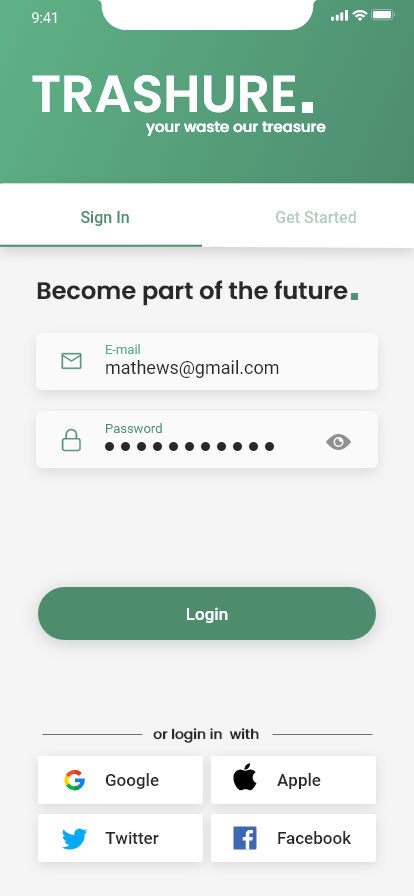 9:41
TRASHURE.
your waste our treasure
Sign In Get Started
Become part of the future.
E-mail
mathews@gmail.com
Password
●●●●●●●●●●●
Login
or login in with
Google Apple
Twitter Facebook